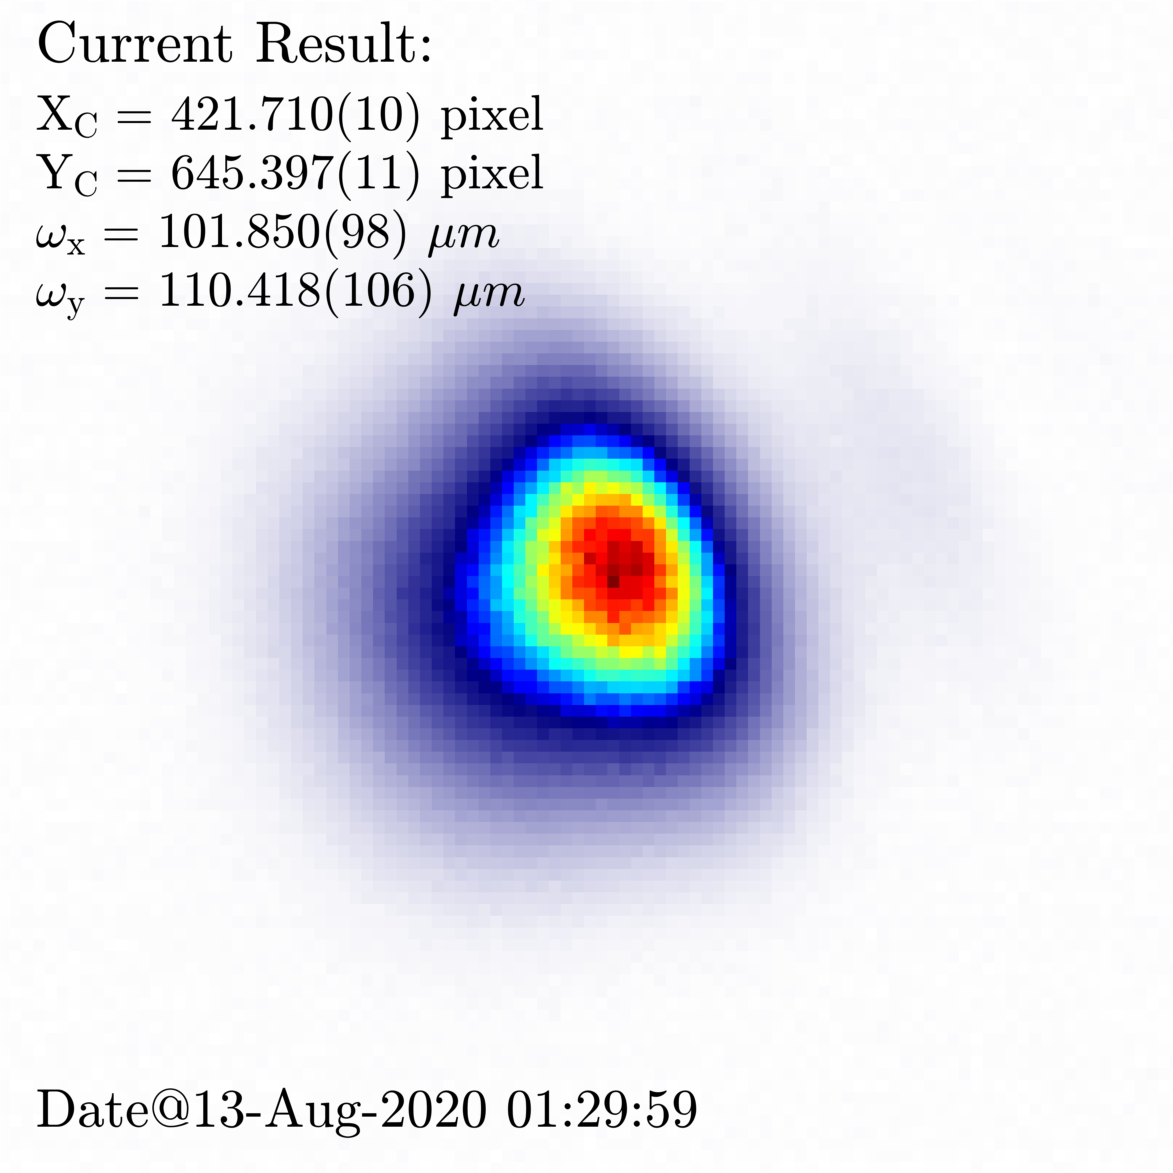 Current Result:
X_C = 421.710(10) pixel
Y_C = 645.397(11) pixel
ω_x = 101.850(98) μm
ω_y = 110.418(106) μm
Date@13-Aug-2020 01:29:59